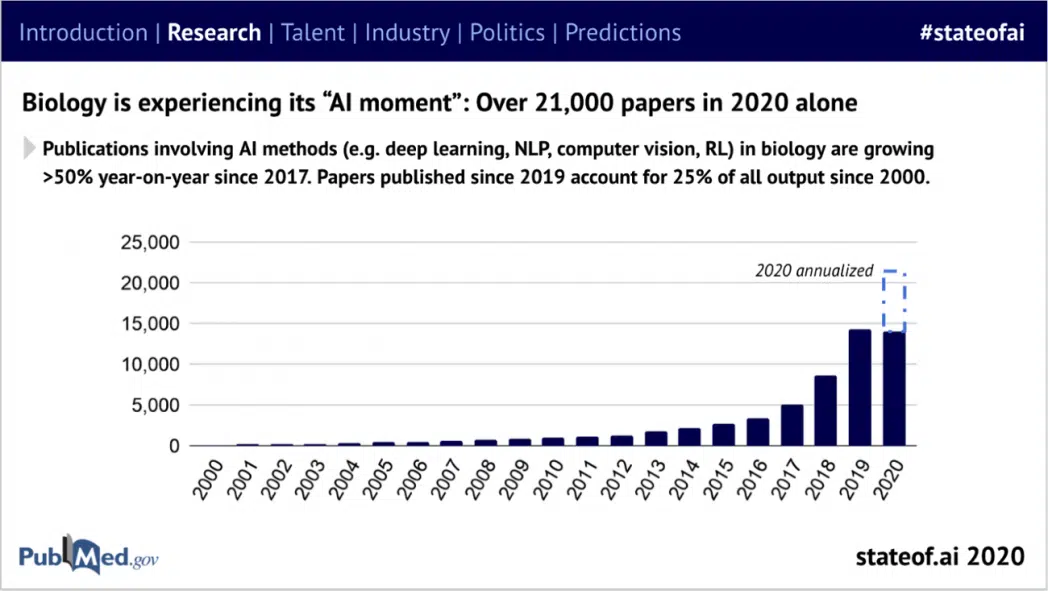 Introduction | Research | Talent | Industry | Politics | Predictions
#stateofai
Biology is experiencing its “AI moment”: Over 21,000 papers in 2020 alone
Publications involving AI methods (e.g. deep learning, NLP, computer vision, RL) in biology are growing
>50% year-on-year since 2017. Papers published since 2019 account for 25% of all output since 2000.
25,000
2020 annualized
20,000
15,000
10,000
5,000
0
2000 2001 2002 2003 2004 2005 2006 2007 2008 2009 2010 2011 2012 2013 2014 2015 2016 2017 2018 2019 2020
PubMed.gov
stateof.ai 2020